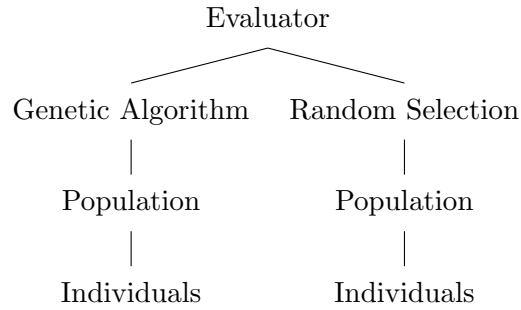 Evaluator
Genetic Algorithm Random Selection
Population Population
Individuals Individuals